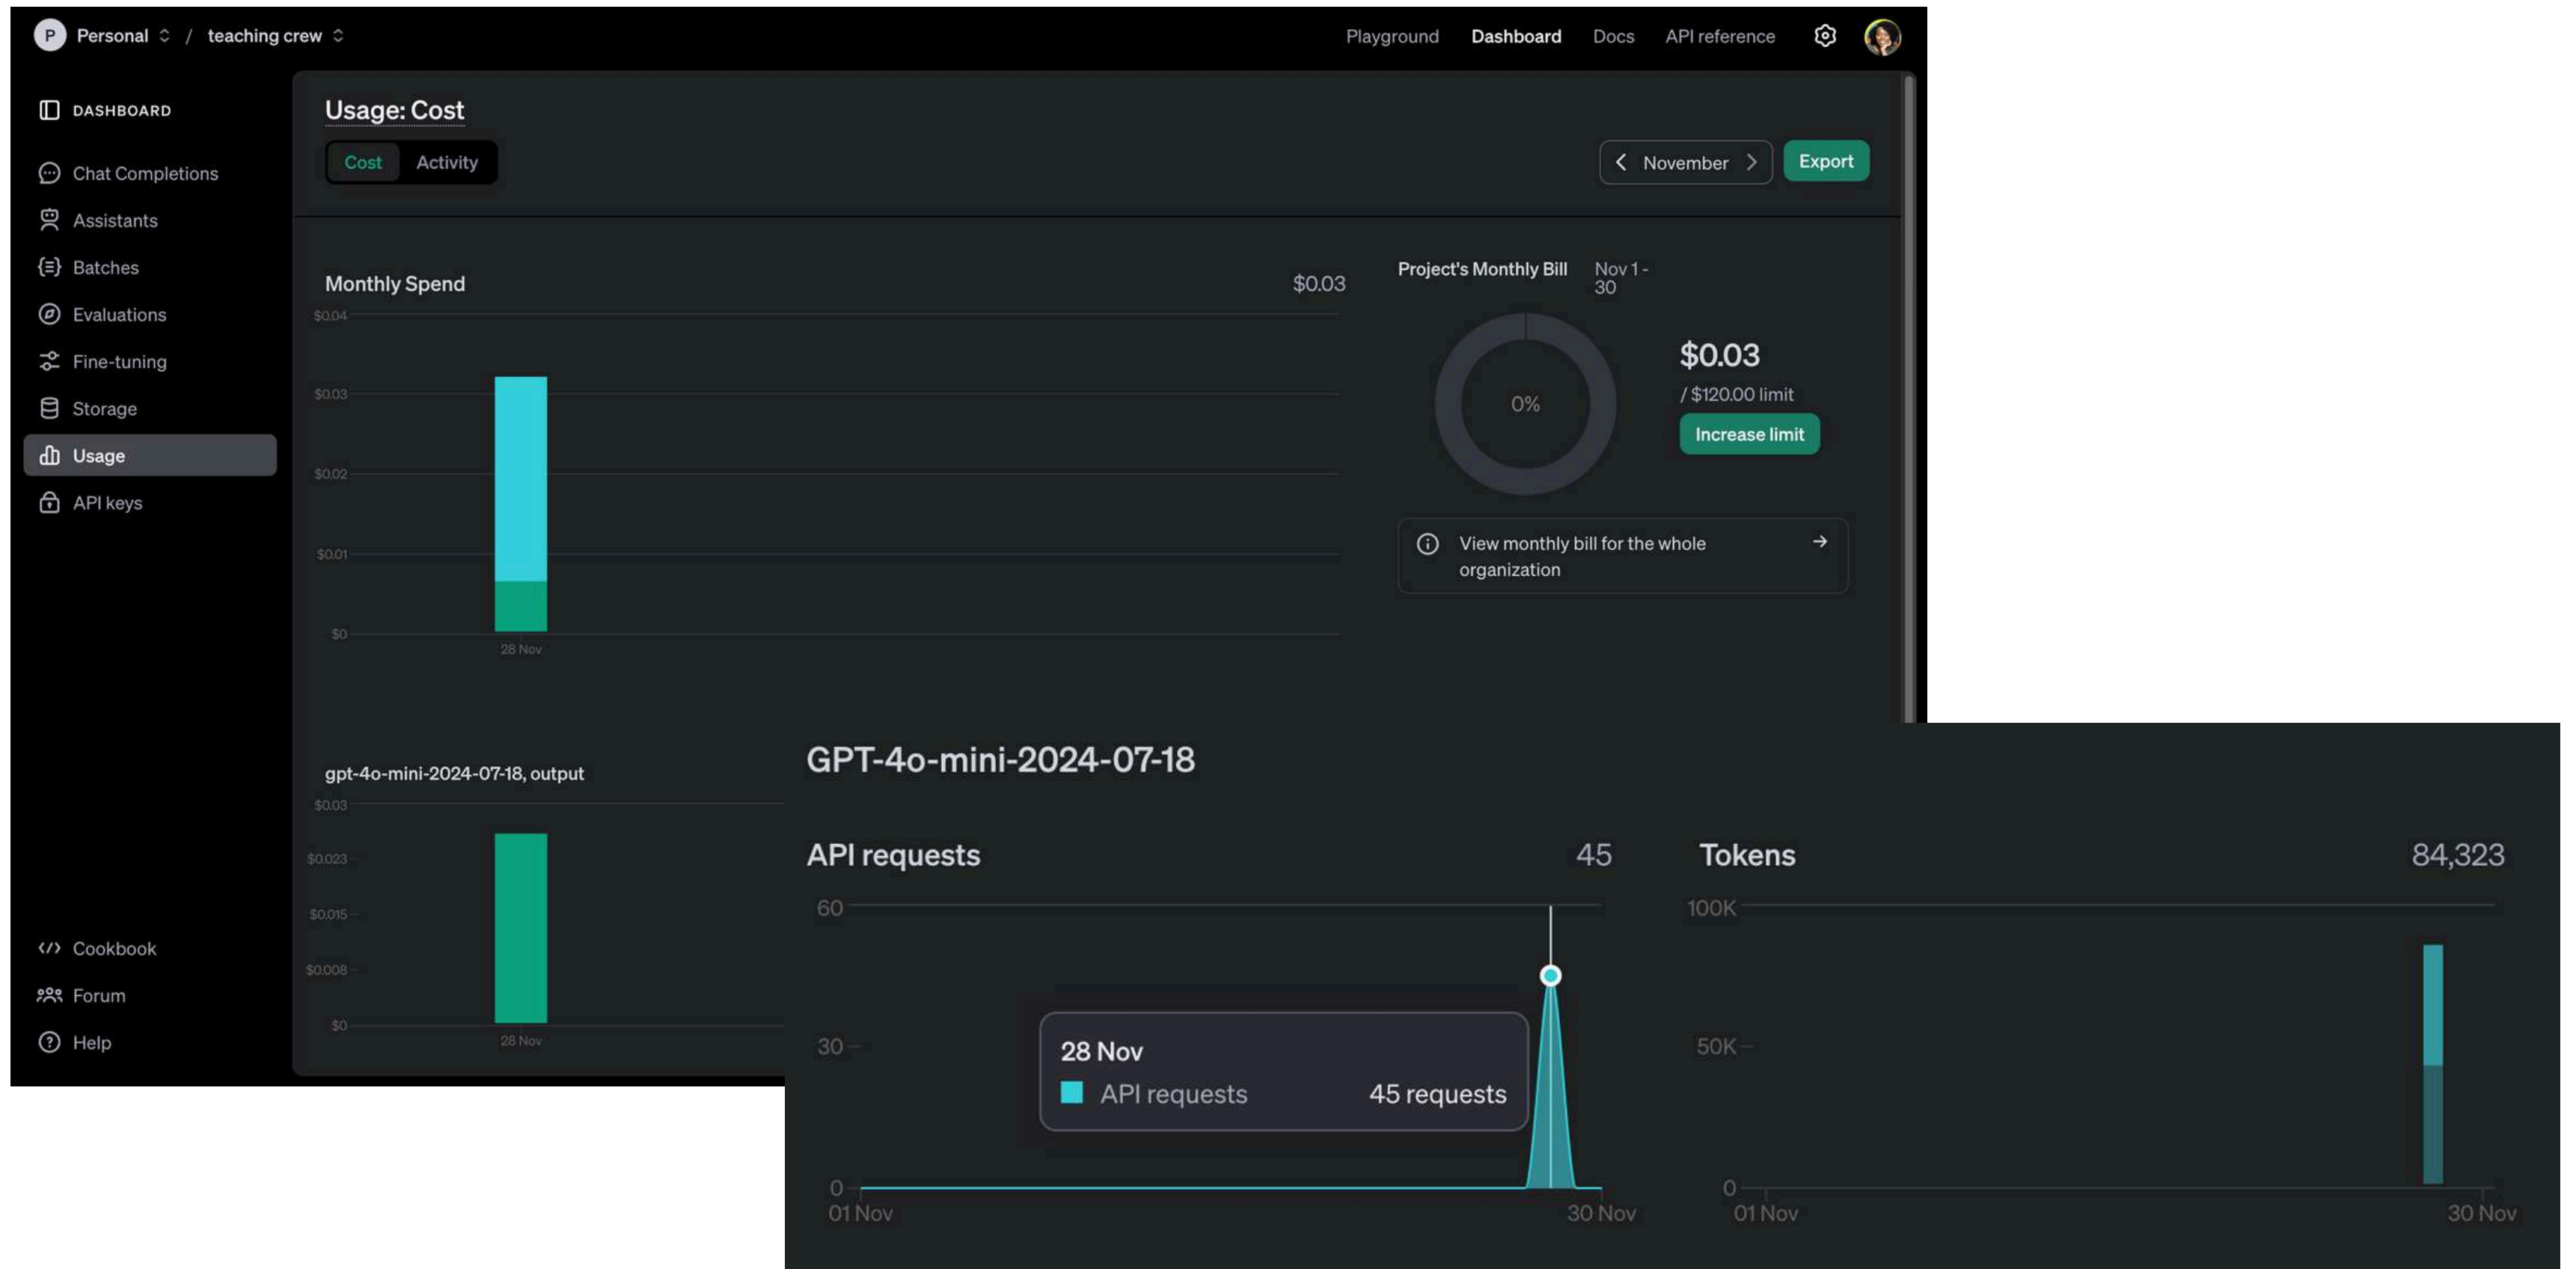 P Personal / teaching crew
Playground Dashboard Docs API reference
DASHBOARD
Chat Completions
Assistants
Batches
Evaluations
Fine-tuning
Storage
Usage
API keys
Cookbook
Forum
Help
Usage: Cost
Cost Activity
November
Export
Monthly Spend $0.03
$0.04
$0.03
$0.02
$0.01
$0
28 Nov
Project's Monthly Bill Nov 1 -
30
0%
$0.03
/ $120.00 limit
Increase limit
View monthly bill for the whole
organization
gpt-4o-mini-2024-07-18, output
$0.03
$0.023
$0.015
$0.008
$0
28 Nov
GPT-4o-mini-2024-07-18
API requests 45
60
30
0
01 Nov 30 Nov
28 Nov
API requests 45 requests
Tokens 84,323
100K
50K
0
01 Nov 30 Nov